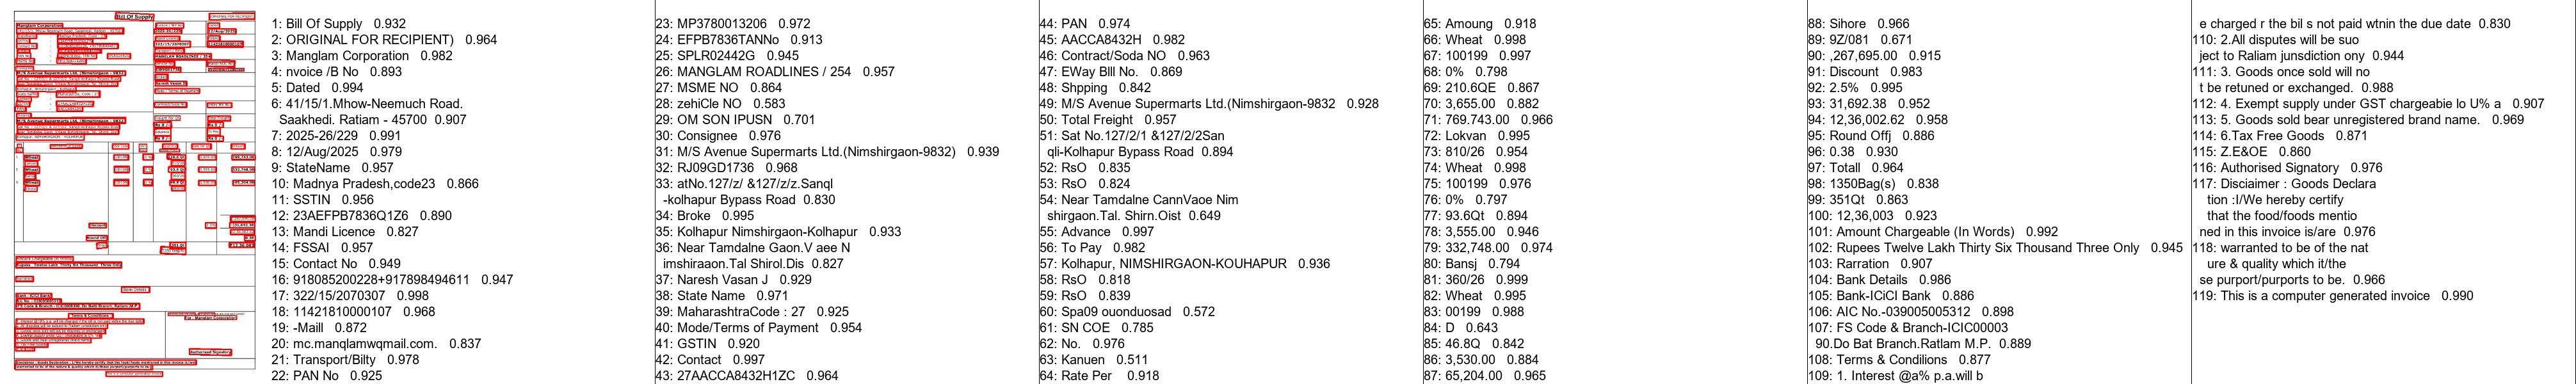 Bill Of Supply
1: Bill Of Supply 0.932
2: ORIGINAL FOR RECIPIENT) 0.964
3: Manglam Corporation 0.982
4: nvoice /B No 0.893
5: Dated 0.994
6: 41/15/1.Mhow-Neemuch Road.
Saakhedi. Ratiam - 45700 0.907
7: 2025-26/229 0.991
8: 12/Aug/2025 0.979
9: StateName 0.957
10: Madnya Pradesh,code23 0.866
11: SSTIN 0.956
12: 23AEFPB7836Q1Z6 0.890
13: Mandi Licence 0.827
14: FSSAI 0.957
15: Contact No 0.949
16: 918085200228+917898494611 0.947
17: 322/15/2070307 0.998
18: 11421810000107 0.968
19: -Maill 0.872
20: mc.manqlamwqmail.com. 0.837
21: Transport/Bilty 0.978
22: PAN No 0.925
23: MP3780013206 0.972
24: EFPB7836TANNo 0.913
25: SPLR02442G 0.945
26: MANGLAM ROADLINES / 254 0.957
27: MSME NO 0.864
28: zehiCle NO 0.583
29: OM SON IPUSN 0.701
30: Consignee 0.976
31: M/S Avenue Supermarts Ltd.(Nimshirgaon-9832) 0.939
32: RJ09GD1736 0.968
33: atNo.127/z/ &127/z/z.Sanql
-kolhapur Bypass Road 0.830
34: Broke 0.995
35: Kolhapur Nimshirgaon-Kolhapur 0.933
36: Near Tamdalne Gaon.V aee N
imshiraaon.Tal Shirol.Dis 0.827
37: Naresh Vasan J 0.929
38: State Name 0.971
39: MaharashtraCode : 27 0.925
40: Mode/Terms of Payment 0.954
41: GSTIN 0.920
42: Contact 0.997
43: 27AACCA8432H1ZC 0.964
44: PAN 0.974
45: AACCA8432H 0.982
46: Contract/Soda NO 0.963
47: EWay Blll No. 0.869
48: Shpping 0.842
49: M/S Avenue Supermarts Ltd.(Nimshirgaon-9832 0.928
50: Total Freight 0.957
51: Sat No.127/2/1 &127/2/2San
qli-Kolhapur Bypass Road 0.894
52: RsO 0.835
53: RsO 0.824
54: Near Tamdalne CannVaoe Nim
shirgaon.Tal. Shirn.Oist 0.649
55: Advance 0.997
56: To Pay 0.982
57: Kolhapur, NIMSHIRGAON-KOUHAPUR 0.936
58: RsO 0.818
59: RsO 0.839
60: Spa09 ouonduosad 0.572
61: SN COE 0.785
62: No. 0.976
63: Kanuen 0.511
64: Rate Per 0.918
65: Amoung 0.918
66: Wheat 0.998
67: 100199 0.997
68: 0% 0.798
69: 210.6QE 0.867
70: 3,655.00 0.882
71: 769.743.00 0.966
72: Lokvan 0.995
73: 810/26 0.954
74: Wheat 0.998
75: 100199 0.976
76: 0% 0.797
77: 93.6Qt 0.894
78: 3,555.00 0.946
79: 332,748.00 0.974
80: Bansj 0.794
81: 360/26 0.999
82: Wheat 0.995
83: 00199 0.988
84: D 0.643
85: 46.8Q 0.842
86: 3,530.00 0.884
87: 65,204.00 0.965
88: Sihore 0.966
89: 9Z/081 0.671
90: ,267,695.00 0.915
91: Discount 0.983
92: 2.5% 0.995
93: 31,692.38 0.952
94: 12,36,002.62 0.958
95: Round Offj 0.886
96: 0.38 0.930
97: Totall 0.964
98: 1350Bag(s) 0.838
99: 351Qt 0.863
100: 12,36,003 0.923
101: Amount Chargeable (In Words) 0.992
102: Rupees Twelve Lakh Thirty Six Thousand Three Only 0.945
103: Rarration 0.907
104: Bank Details 0.986
105: Bank-ICiCI Bank 0.886
106: AIC No.-039005005312 0.898
107: FS Code & Branch-ICIC00003
90.Do Bat Branch.Ratlam M.P. 0.889
108: Terms & Condilions 0.877
109: 1. Interest @a% p.a.will b
e charged r the bil s not paid wtnin the due date 0.830
110: 2.All disputes will be suo
ject to Raliam junsdiction ony 0.944
111: 3. Goods once sold will no
t be retuned or exchanged. 0.988
112: 4. Exempt supply under GST chargeabie lo U% a 0.907
113: 5. Goods sold bear unregistered brand name. 0.969
114: 6.Tax Free Goods 0.871
115: Z.E&OE 0.860
116: Authorised Signatory 0.976
117: Disciaimer : Goods Declara
tion :I/We hereby certify
that the food/foods mentio
ned in this invoice is/are 0.976
118: warranted to be of the nat
ure & quality which it/the
se purport/purports to be. 0.966
119: This is a computer generated invoice 0.990